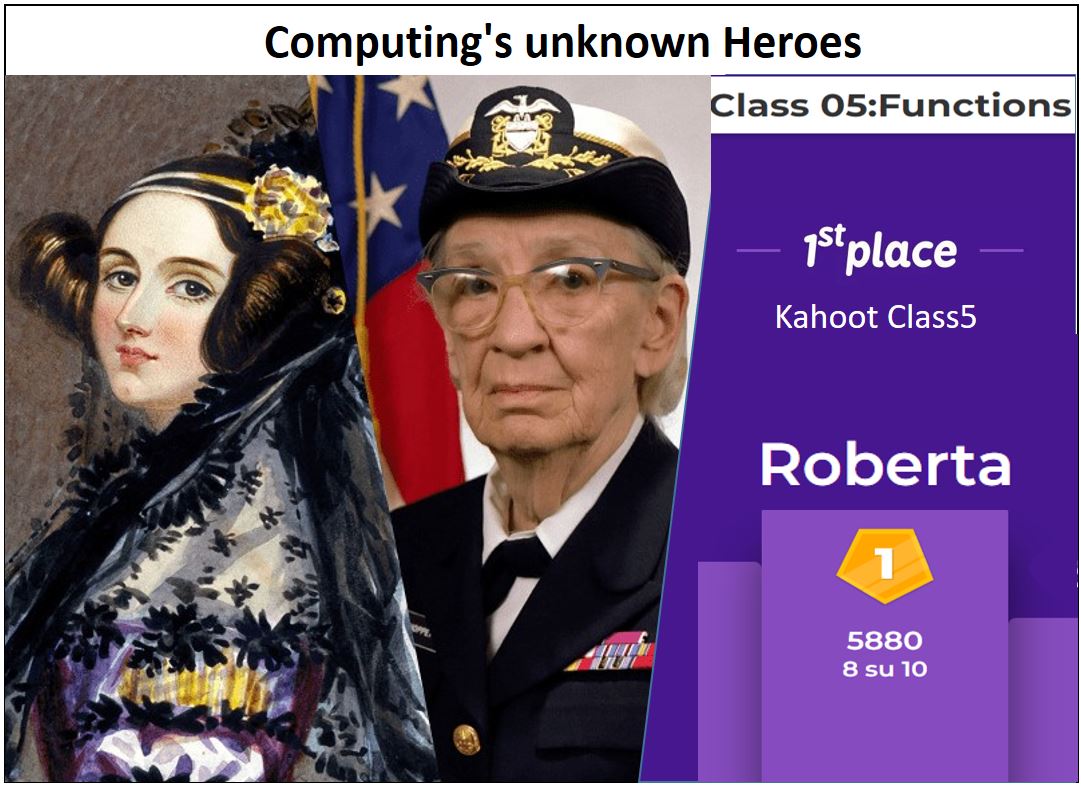 Computing's unknown Heroes
Class 05:Functions
1st place
Kahoot Class5
Roberta
1
5880
8 su 10